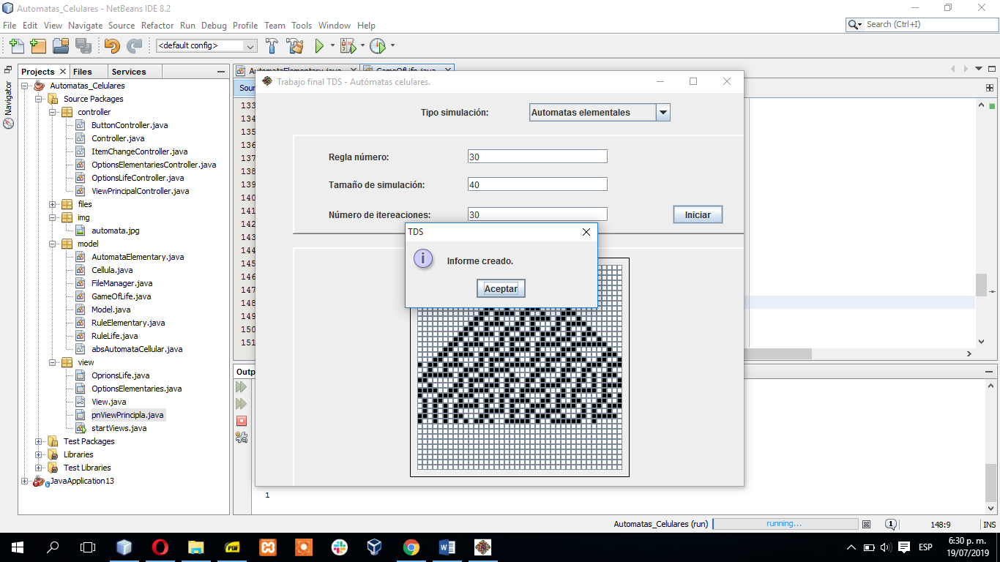 Automatas_Celulares - NetBeans IDE 8.2
File Edit View Navigate Source Refactor Run Debug Profile Team Tools Window Help
Search (Ctrl+I)
<default config>
Projects Files Services
Navigator
Automatas_Celulares
Source Packages
controller
ButtonController.java
Controller.java
ItemChangeController.java
OptionsElementariesController.java
OptionsLifeController.java
ViewPrincipalController.java
files
img
automata.jpg
model
AutomataElementary.java
Cellula.java
FileManager.java
GameOfLife.java
Model.java
RuleElementary.java
RuleLife.java
absAutomataCellular.java
view
OprionsLife.java
OptionsElementaries.java
View.java
pnViewPrincipla.java
startViews.java
Test Packages
Libraries
Test Libraries
JavaApplication13
AutomataElementary.java GameOfLife.java
Sour
133
134
135
136
137
138
139
140
141
142
143
144
145
146
147
148
149
150
151
Outp
1
Trabajo final TDS - Autómatas celulares.
Tipo simulación: Automatas elementales
Regla número: 30
Tamaño de simulación: 40
Número de itereaciones: 30
Iniciar
TDS
Informe creado.
Aceptar
Automatas_Celulares (run) running... 1 148:9 INS
PDF
W
ESP
6:30 p. m.
19/07/2019